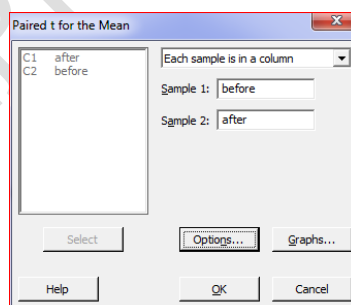 Paired t for the Mean
C1 after
C2 before
Each sample is in a column
Sample 1: before
Sample 2: after
Select
Options...
Graphs...
Help
OK
Cancel